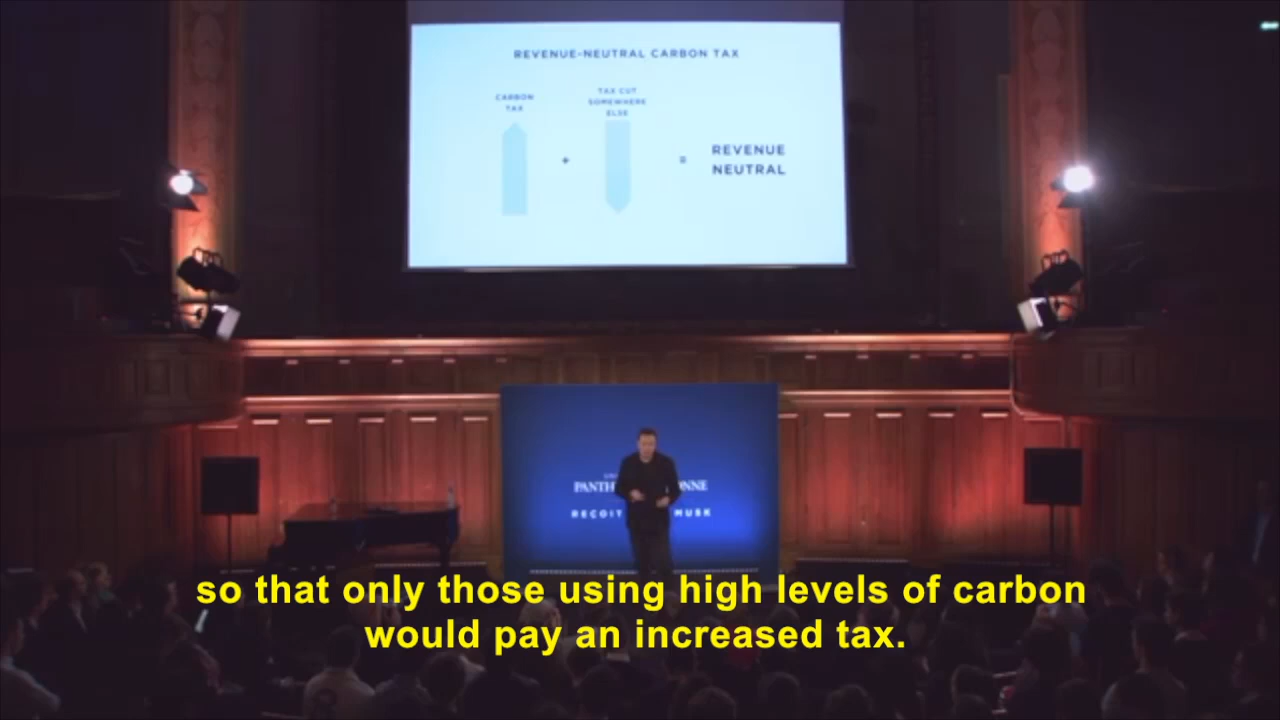 REVENUE-NEUTRAL CARBON TAX
CARBON
TAX
TAX CUT
SOMEWHERE
ELSE
+
=
REVENUE
NEUTRAL
REÇOIT MUSK
so that only those using high levels of carbon
would pay an increased tax.